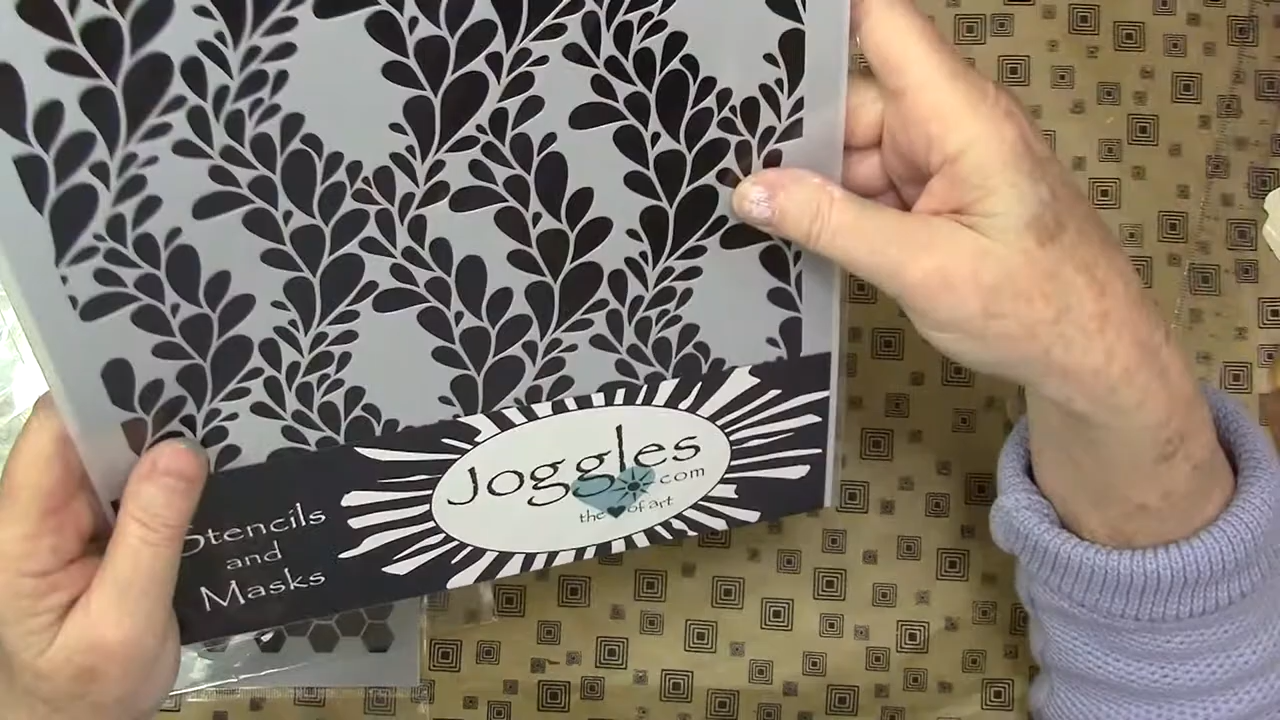 Joggles
.com
the of art
Stencils
and
Masks